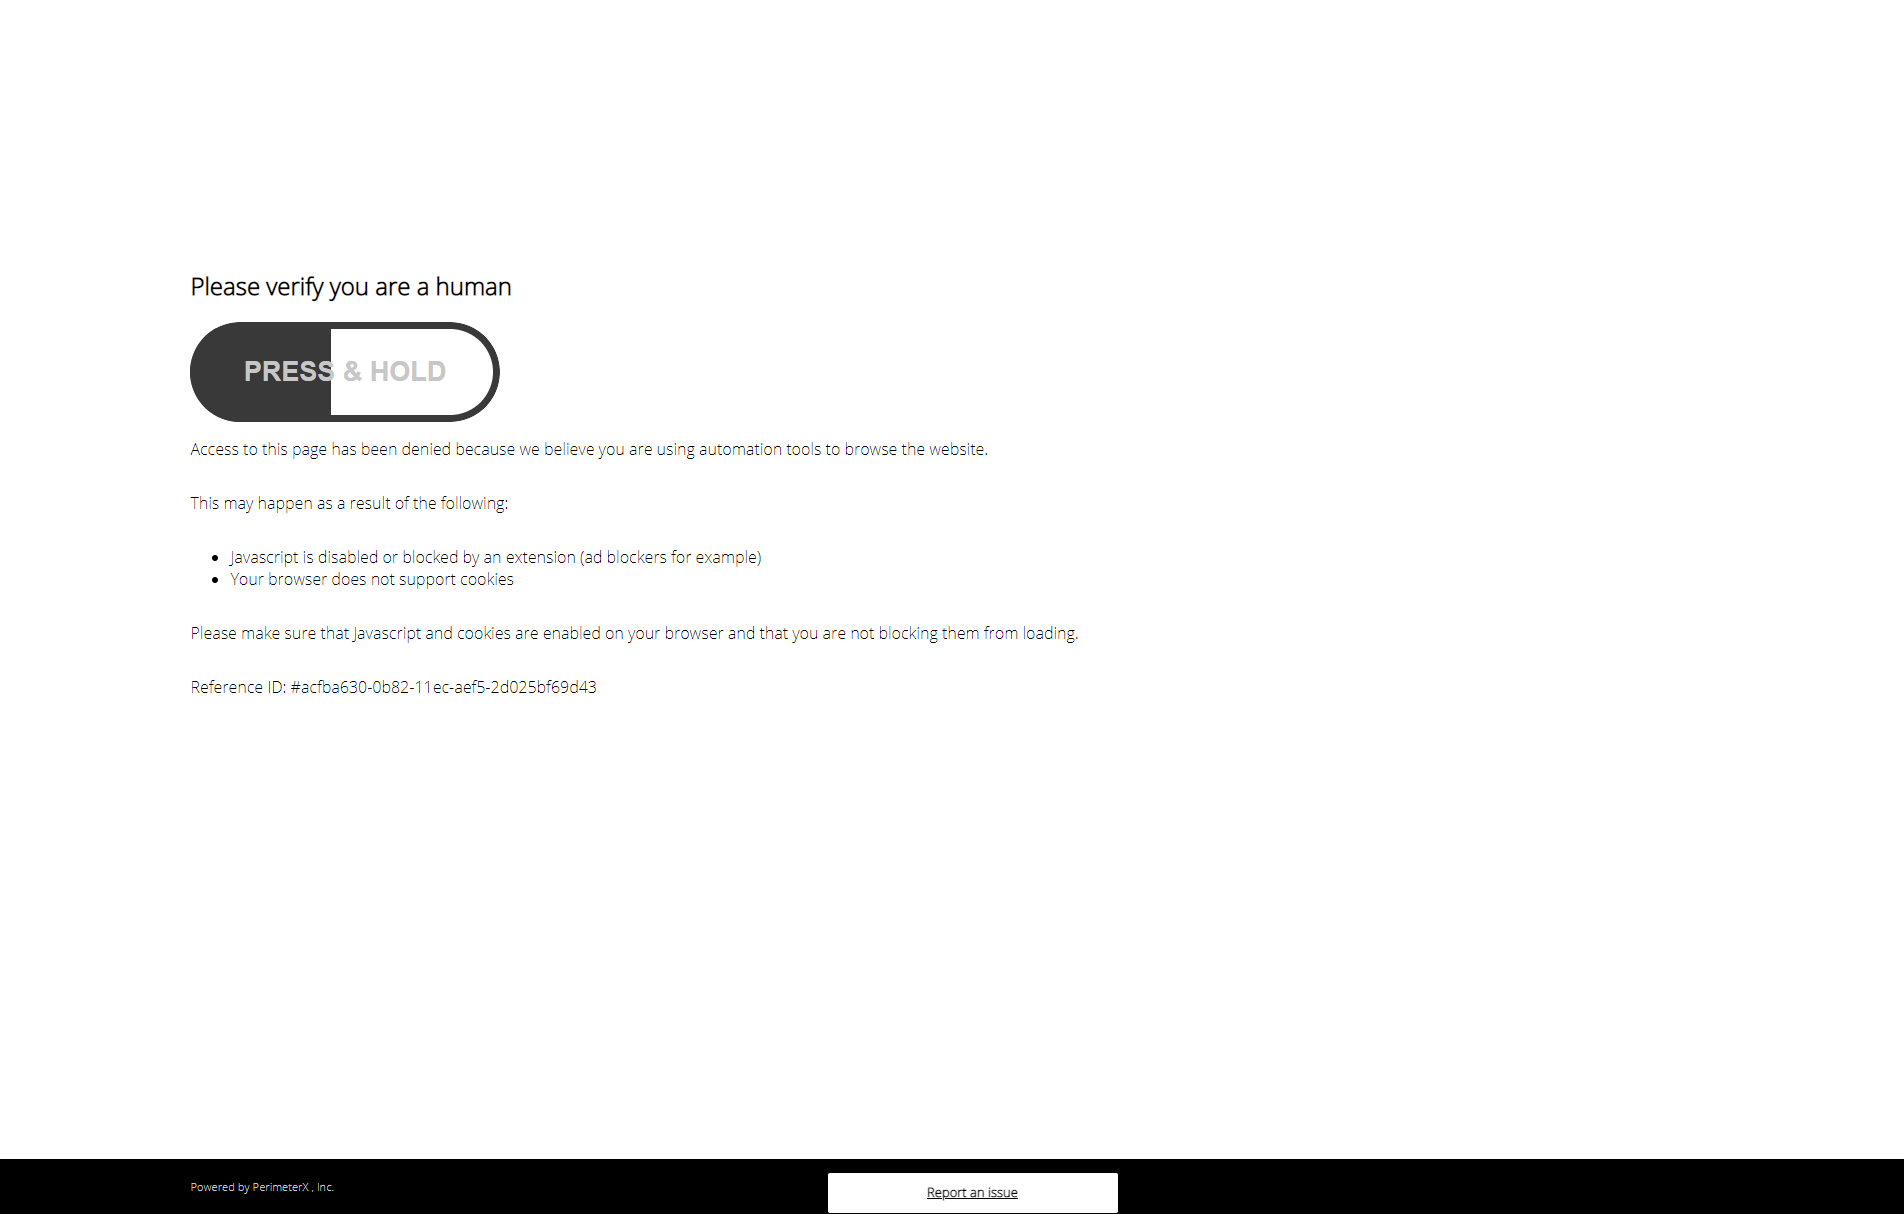 Please verify you are a human
PRESS & HOLD
Access to this page has been denied because we believe you are using automation tools to browse the website.
This may happen as a result of the following:
Javascript is disabled or blocked by an extension (ad blockers for example)
Your browser does not support cookies
Please make sure that Javascript and cookies are enabled on your browser and that you are not blocking them from loading.
Reference ID: #acfba630-0b82-11ec-aef5-2d025bf69d43
Powered by PerimeterX , Inc.
Report an issue